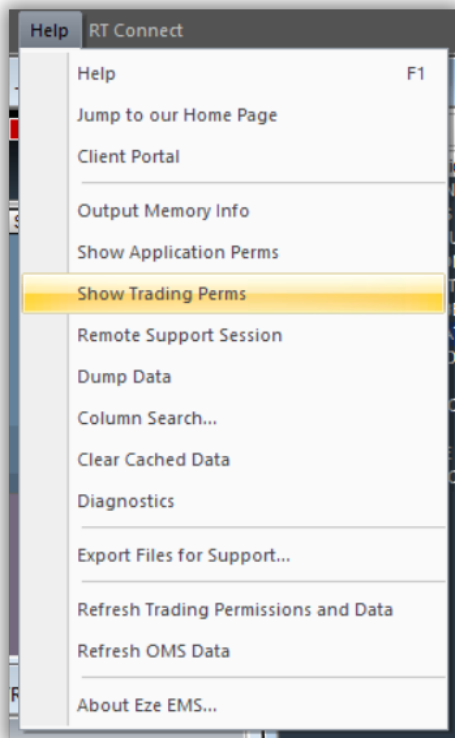 Help RT Connect
Help F1
Jump to our Home Page
Client Portal
Output Memory Info
Show Application Perms
Show Trading Perms
Remote Support Session
Dump Data
Column Search...
Clear Cached Data
Diagnostics
Export Files for Support...
Refresh Trading Permissions and Data
Refresh OMS Data
About Eze EMS...